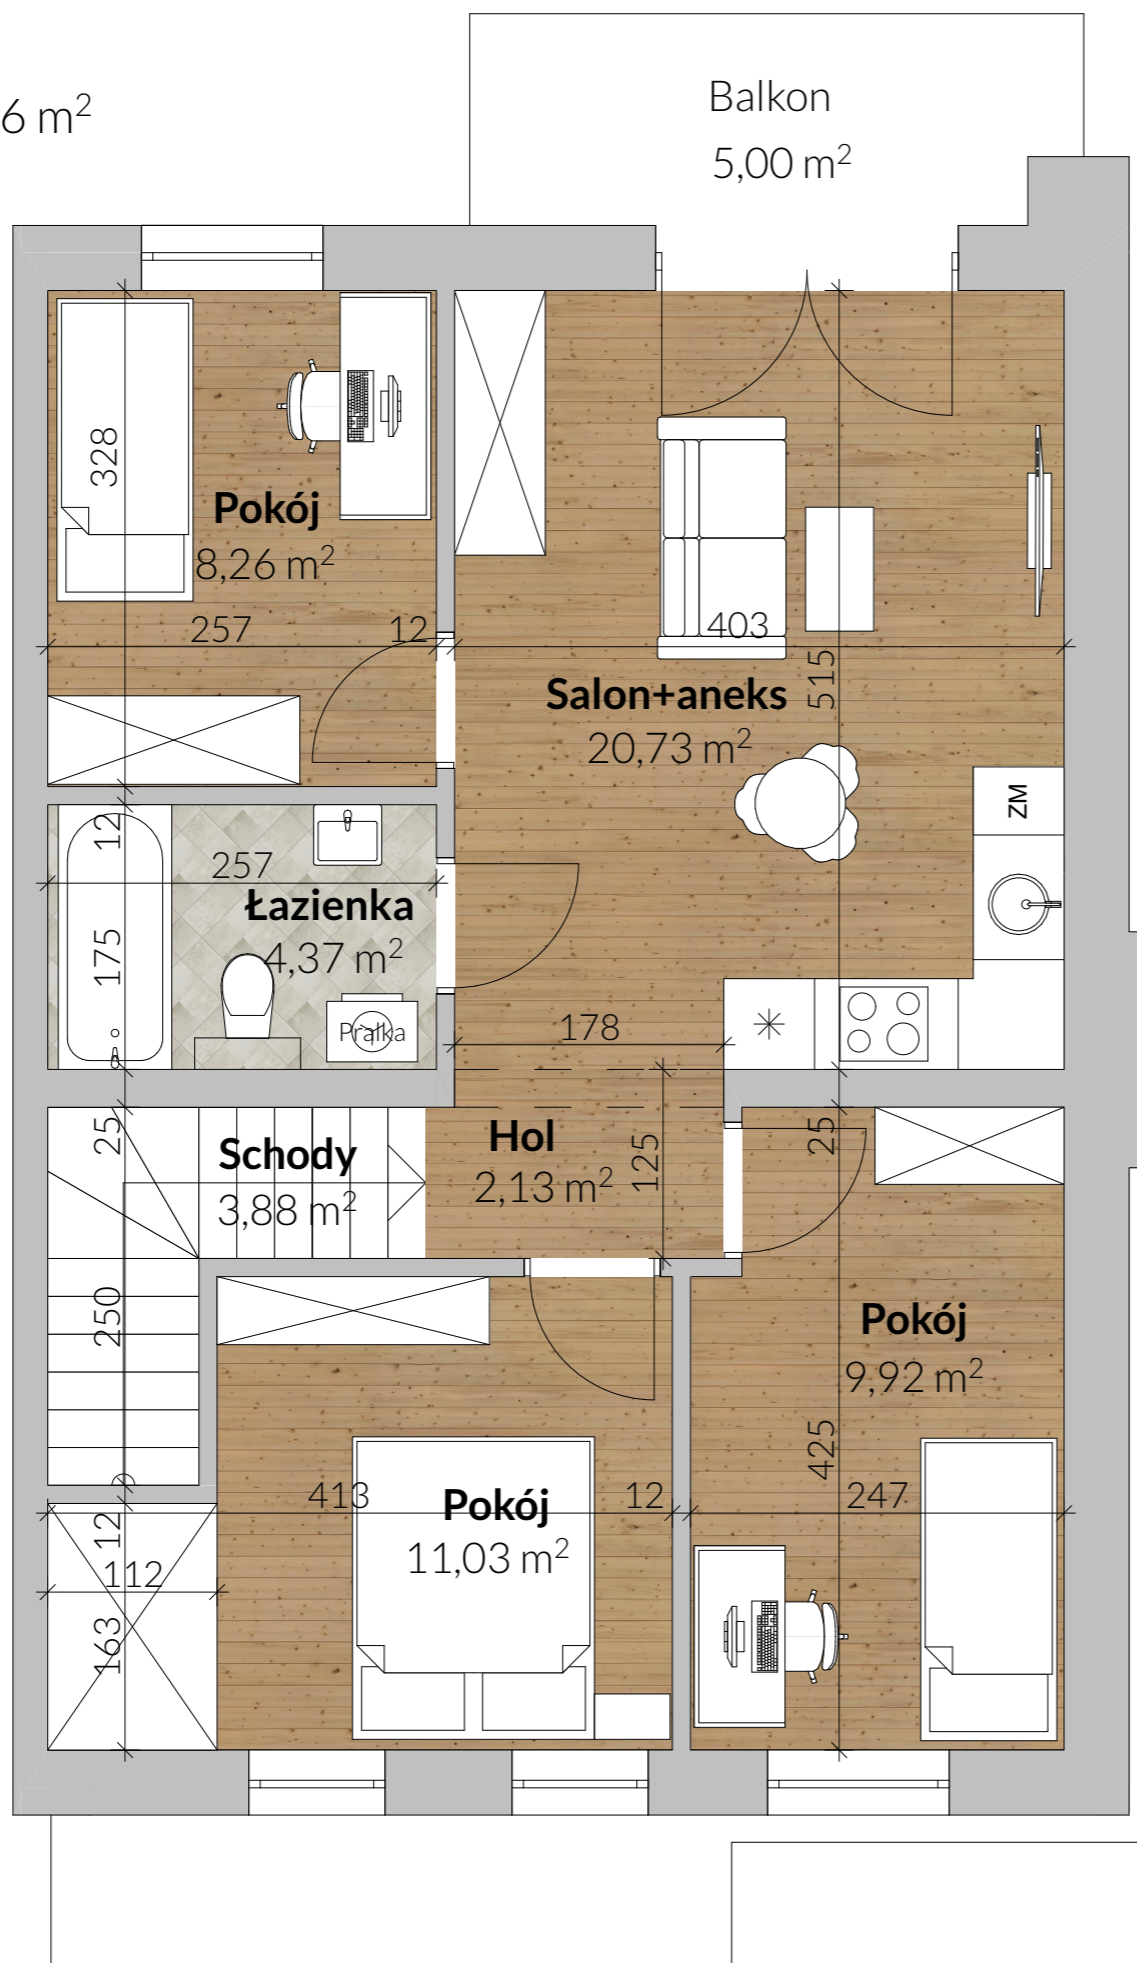 6 m²
Balkon
5,00 m²
328
Pokój
8,26 m²
257
12
403
515
Salon+aneks
20,73 m²
ZM
12
257
Łazienka
4,37 m²
175
Pralka
178
25
Schody
3,88 m²
Hol
2,13 m²
125
25
250
Pokój
9,92 m²
425
413
Pokój
12
247
11,03 m²
12
112
163